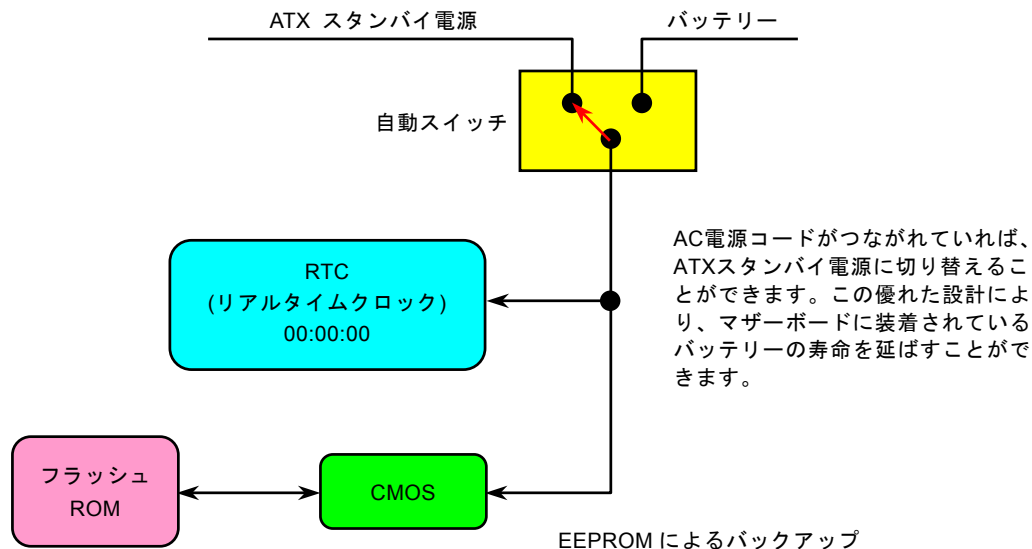 ATX スタンバイ電源
バッテリー
自動スイッチ
AC電源コードがつながれていれば、
ATXスタンバイ電源に切り替えるこ
とができます。この優れた設計によ
り、マザーボードに装着されている
バッテリーの寿命を延ばすことがで
きます。
RTC
(リアルタイムクロック)
00:00:00
フラッシュ
ROM
CMOS
EEPROM によるバックアップ